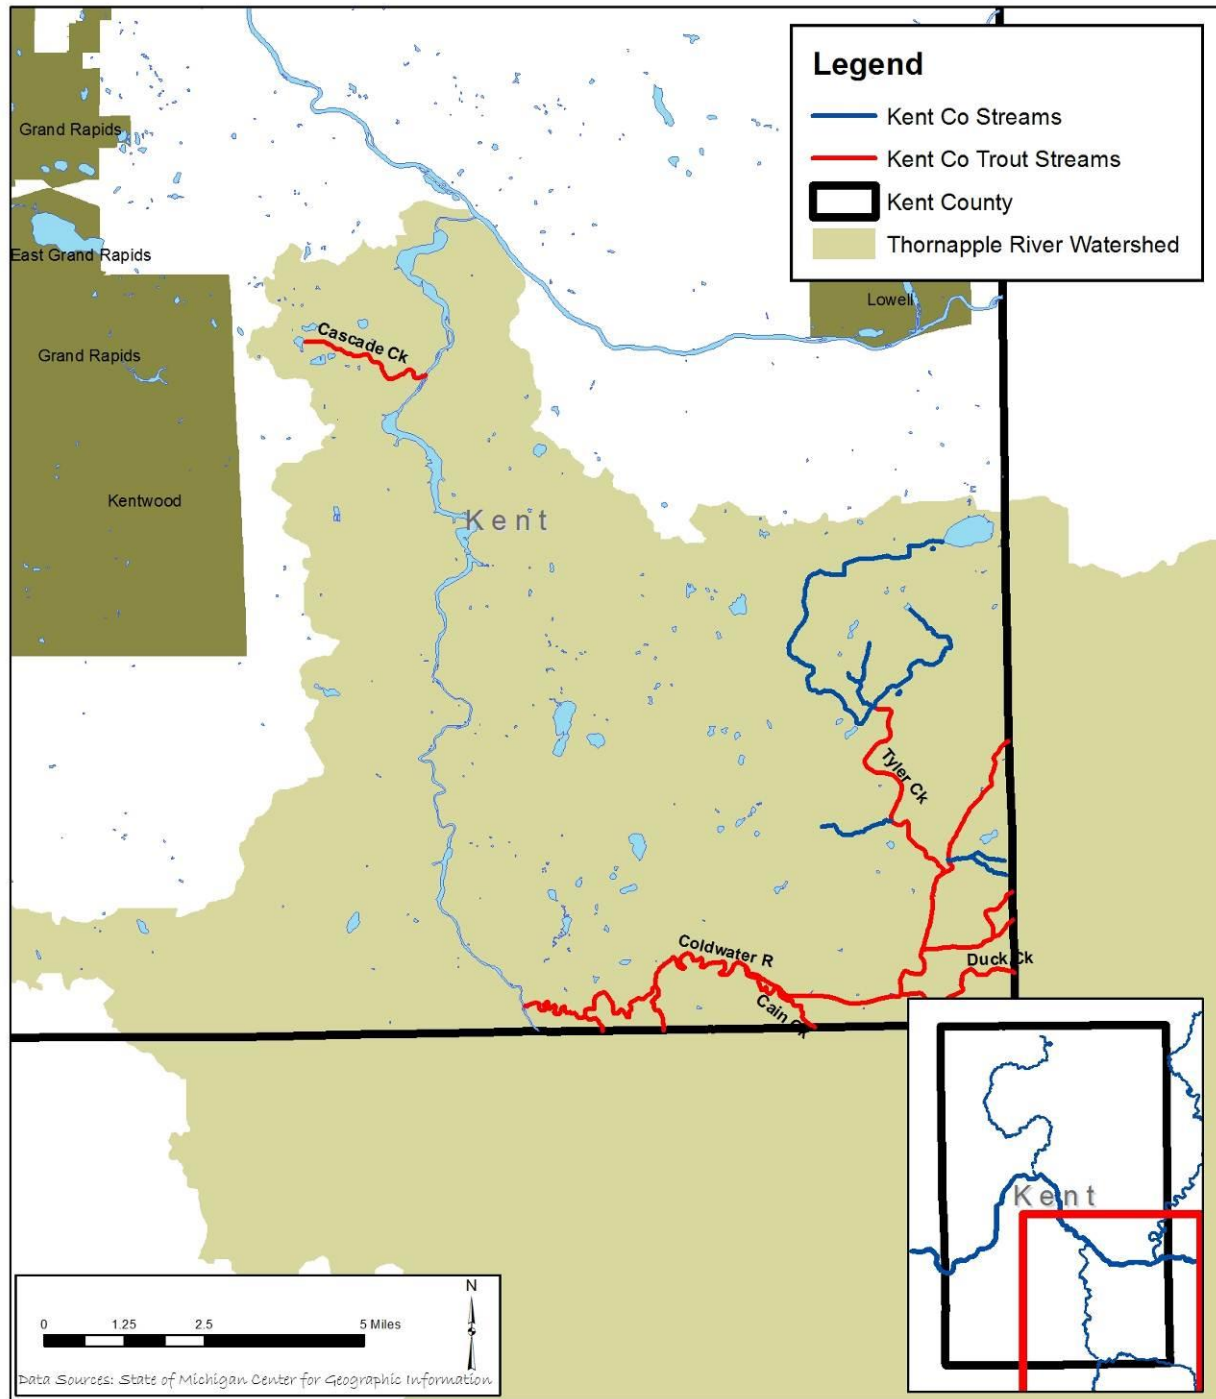 Legend
Kent Co Streams
Kent Co Trout Streams
Kent County
Thornapple River Watershed
Grand Rapids
East Grand Rapids
Lowell
Cascade Ck
Grand Rapids
Kentwood
Kent
Tyler Ck
Coldwater R
Duck Ck
Cain Ck
Kent
N
0 1.25 2.5 5 Miles
Data Sources: State of Michigan Center for Geographic Information